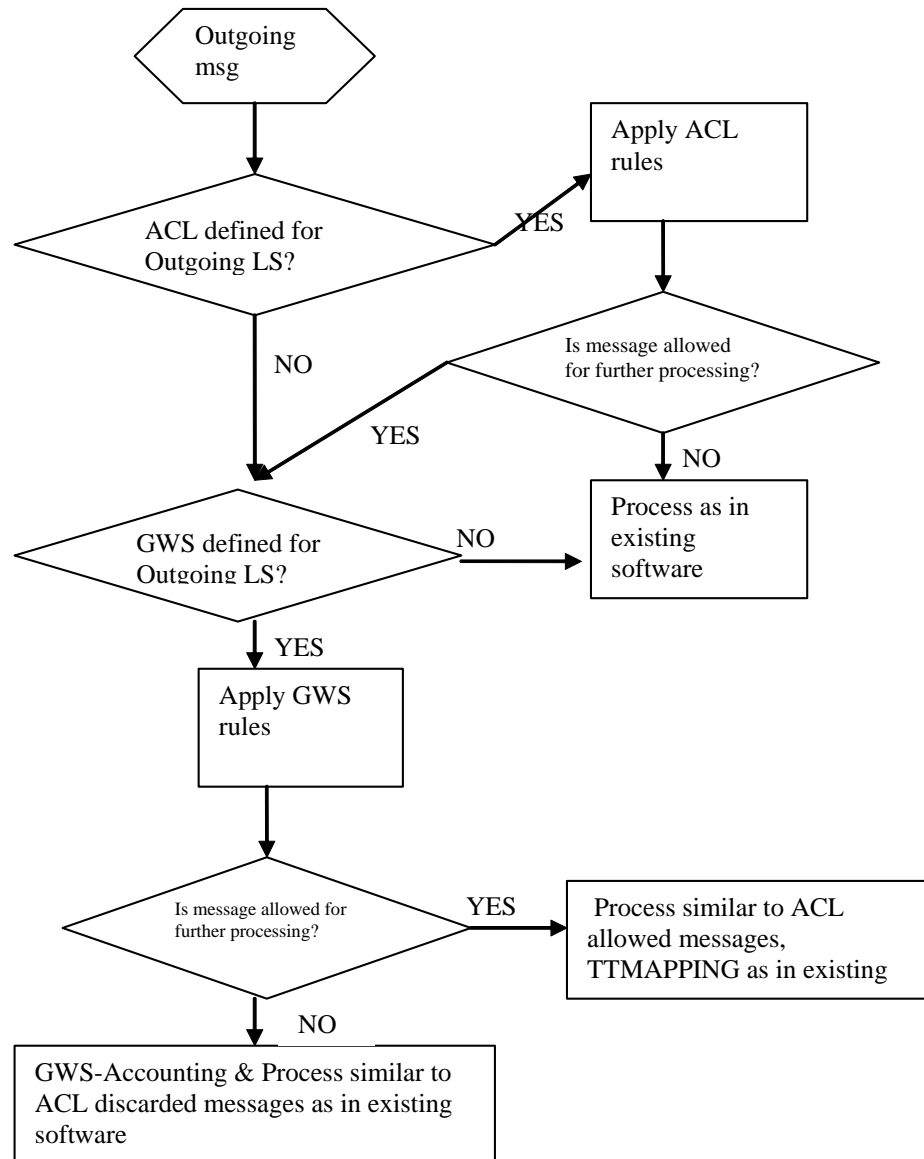 Outgoing
msg
Apply ACL
rules
ACL defined for
Outgoing LS?
YES
Is message allowed
for further processing?
NO
YES
NO
Process as in
existing
software
GWS defined for
Outgoing LS?
NO
YES
Apply GWS
rules
Is message allowed for
further processing?
YES
Process similar to ACL
allowed messages,
TTMAPPING as in existing
NO
GWS-Accounting & Process similar to
ACL discarded messages as in existing
software